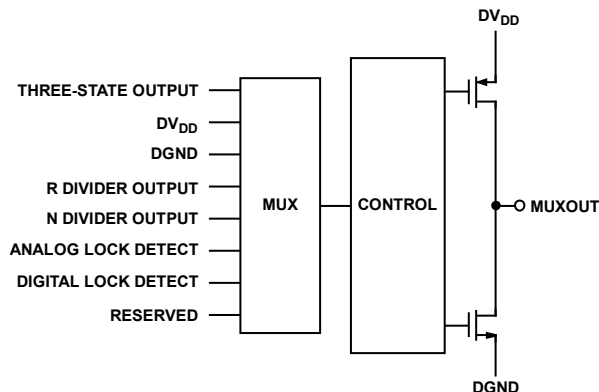 DVDD
THREE-STATE OUTPUT
DVDD
DGND
R DIVIDER OUTPUT
N DIVIDER OUTPUT
ANALOG LOCK DETECT
DIGITAL LOCK DETECT
RESERVED
MUX
CONTROL
MUXOUT
DGND